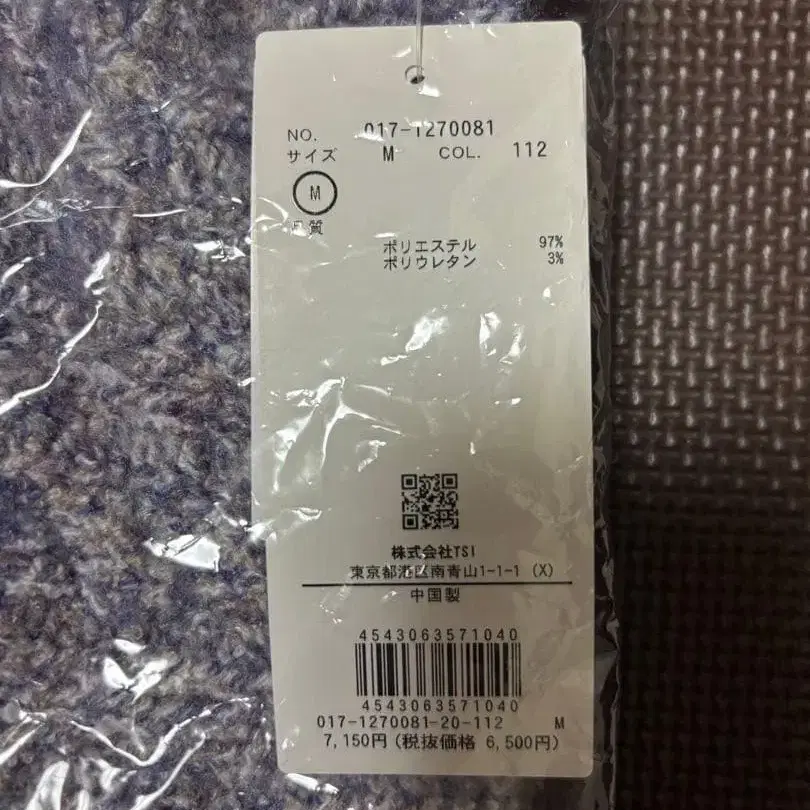 NO. 017-1270081
サイズ M COL. 112
M
品質
ポリエステル 97%
ポリウレタン 3%
株式会社TSI
東京都港区南青山1-1-1 (X)
中国製
4543063571040
4543063571040
017-1270081-20-112 M
7,150円(税抜価格 6,500円)